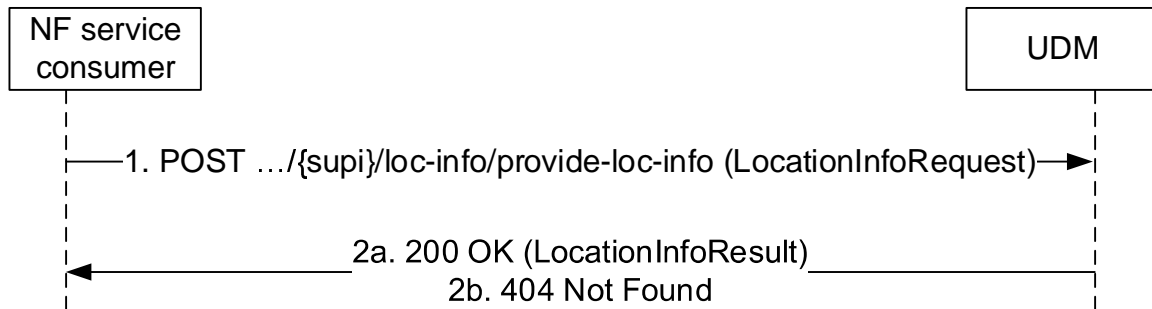 NF service
consumer
UDM
1. POST …/{supi}/loc-info/provide-loc-info (LocationInfoRequest)
2a. 200 OK (LocationInfoResult)
2b. 404 Not Found